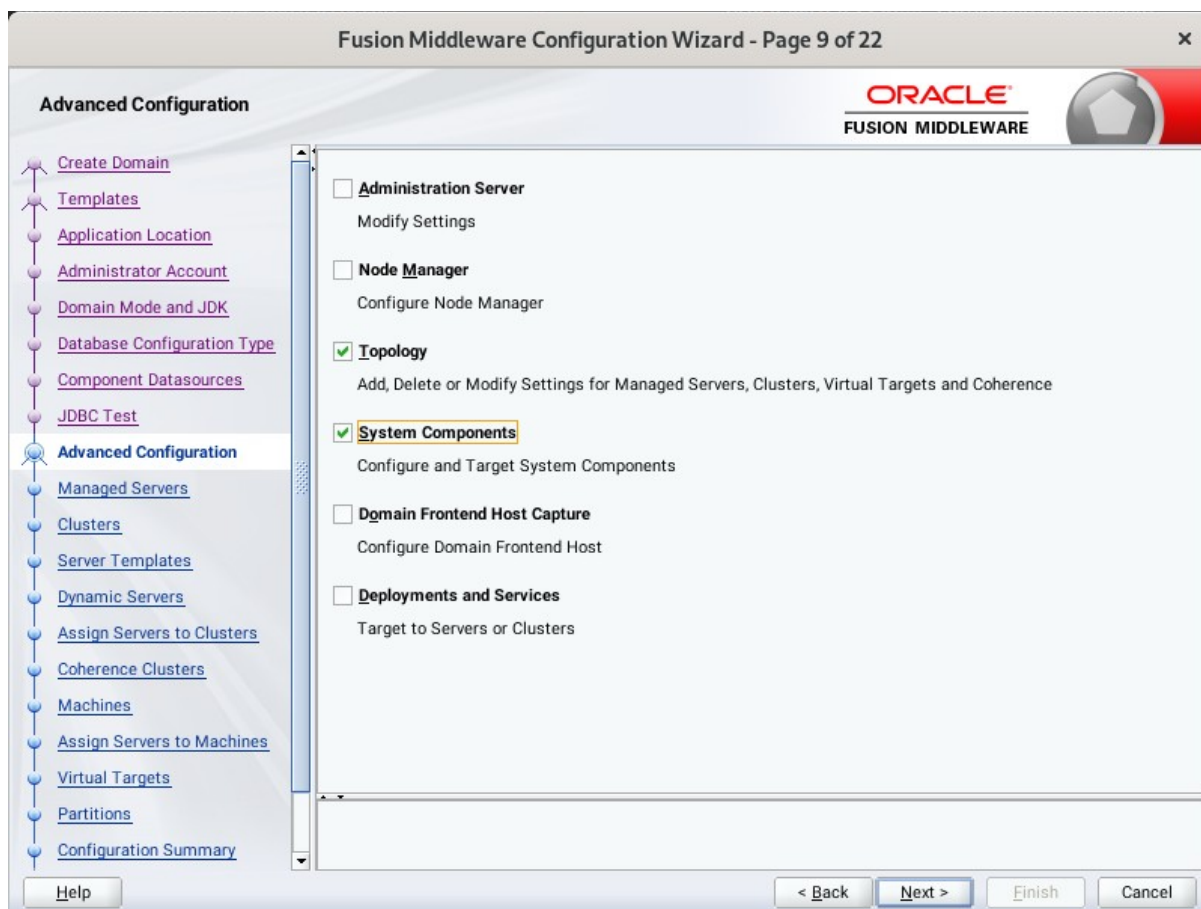 Fusion Middleware Configuration Wizard - Page 9 of 22
Advanced Configuration
ORACLE
FUSION MIDDLEWARE
Create Domain
Templates
Application Location
Administrator Account
Domain Mode and JDK
Database Configuration Type
Component Datasources
JDBC Test
Advanced Configuration
Managed Servers
Clusters
Server Templates
Dynamic Servers
Assign Servers to Clusters
Coherence Clusters
Machines
Assign Servers to Machines
Virtual Targets
Partitions
Configuration Summary
Administration Server
Modify Settings
Node Manager
Configure Node Manager
Topology
Add, Delete or Modify Settings for Managed Servers, Clusters, Virtual Targets and Coherence
System Components
Configure and Target System Components
Domain Frontend Host Capture
Configure Domain Frontend Host
Deployments and Services
Target to Servers or Clusters
Help
< Back
Next >
Finish
Cancel